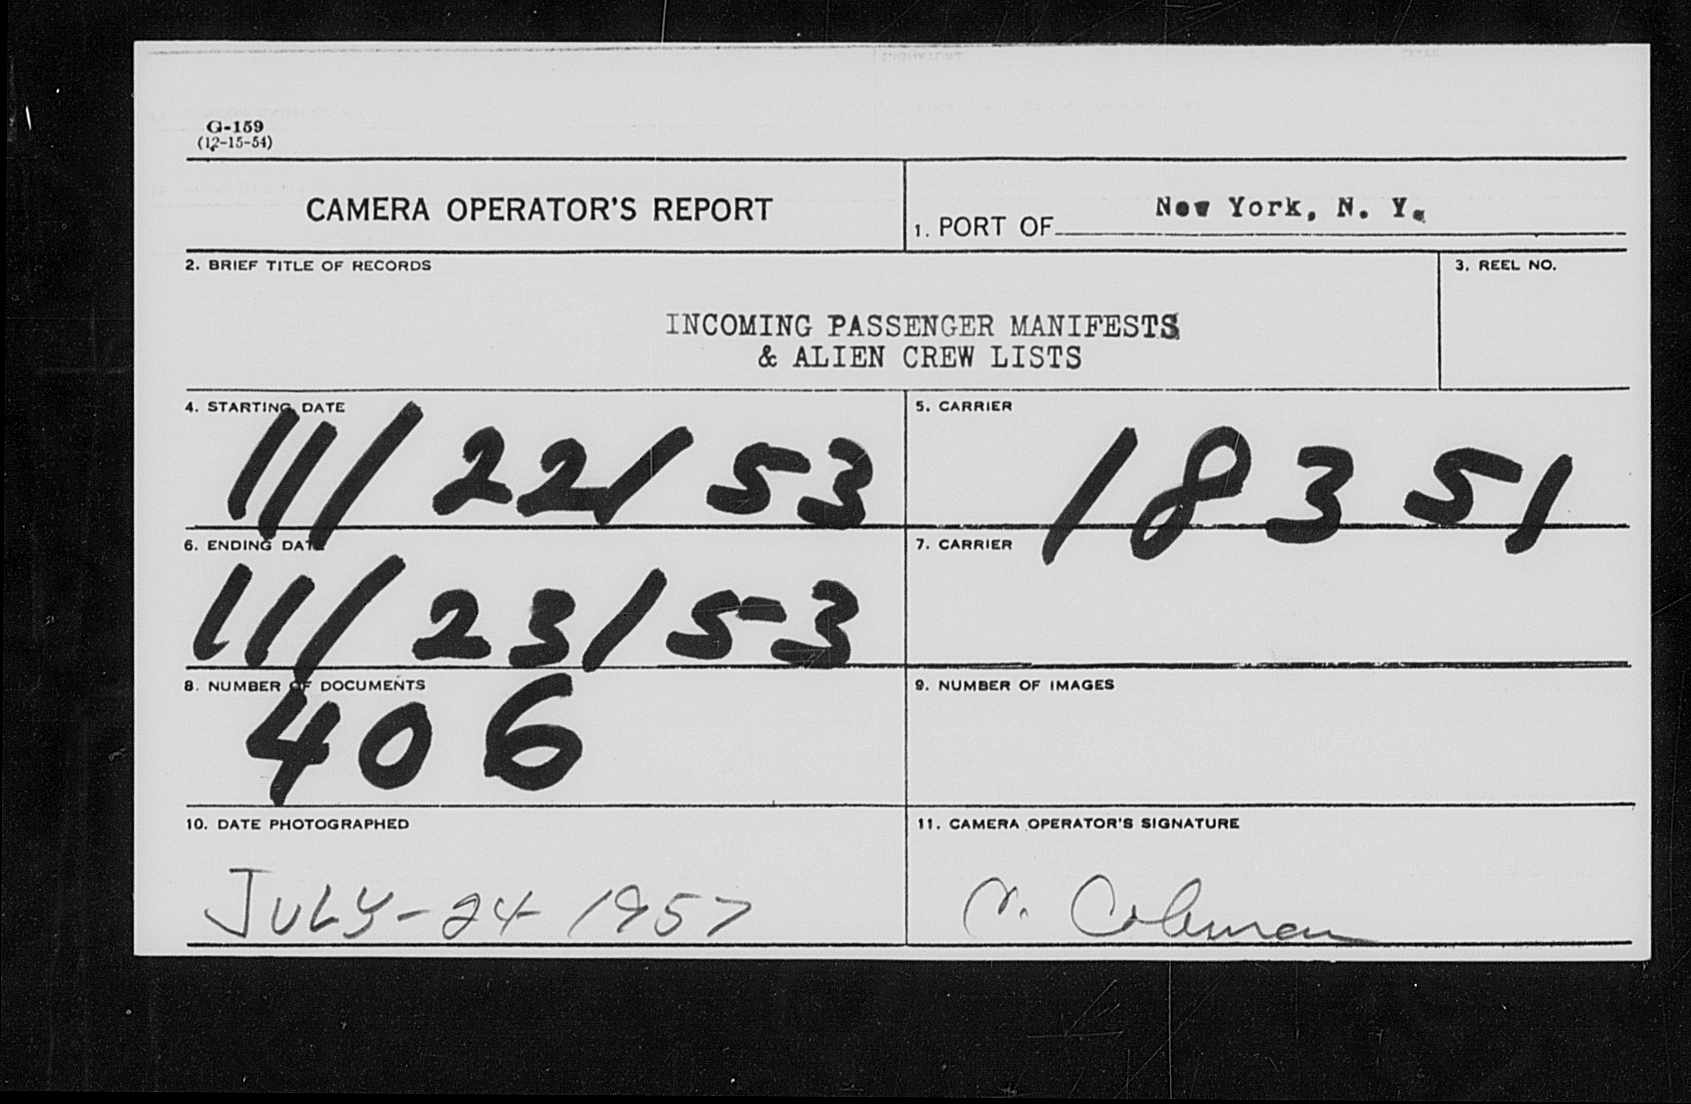 G-159
(12-15-54)
CAMERA OPERATOR'S REPORT
1. PORT OF New York, N. Y.
2. BRIEF TITLE OF RECORDS
3. REEL NO.
INCOMING PASSENGER MANIFESTS
& ALIEN CREW LISTS
4. STARTING DATE
11/22/53
5. CARRIER
18351
6. ENDING DATE
11/23/53
7. CARRIER
8. NUMBER OF DOCUMENTS
406
9. NUMBER OF IMAGES
10. DATE PHOTOGRAPHED
JULY-24-1957
11. CAMERA OPERATOR'S SIGNATURE
Coleman